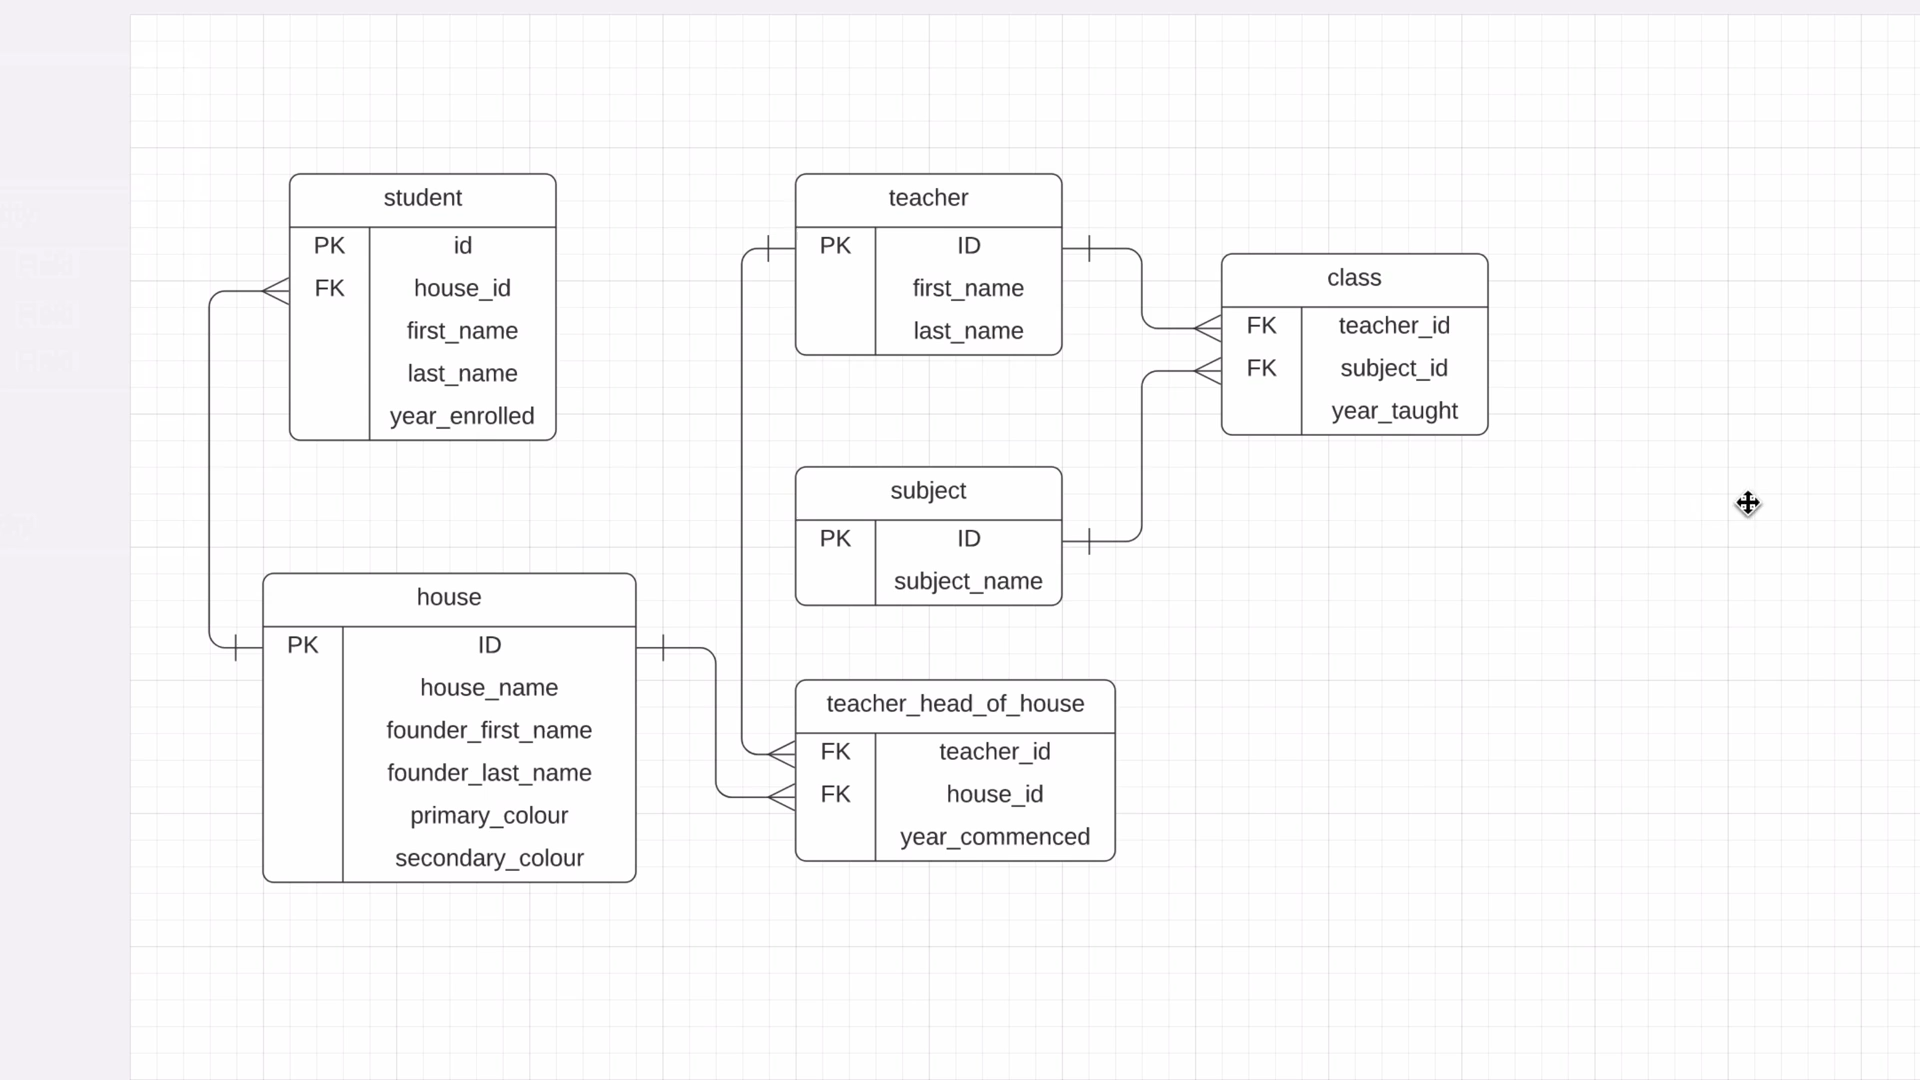 student
PK id
FK house_id
first_name
last_name
year_enrolled
teacher
PK ID
first_name
last_name
class
FK teacher_id
FK subject_id
year_taught
subject
PK ID
subject_name
house
PK ID
house_name
founder_first_name
founder_last_name
primary_colour
secondary_colour
teacher_head_of_house
FK teacher_id
FK house_id
year_commenced